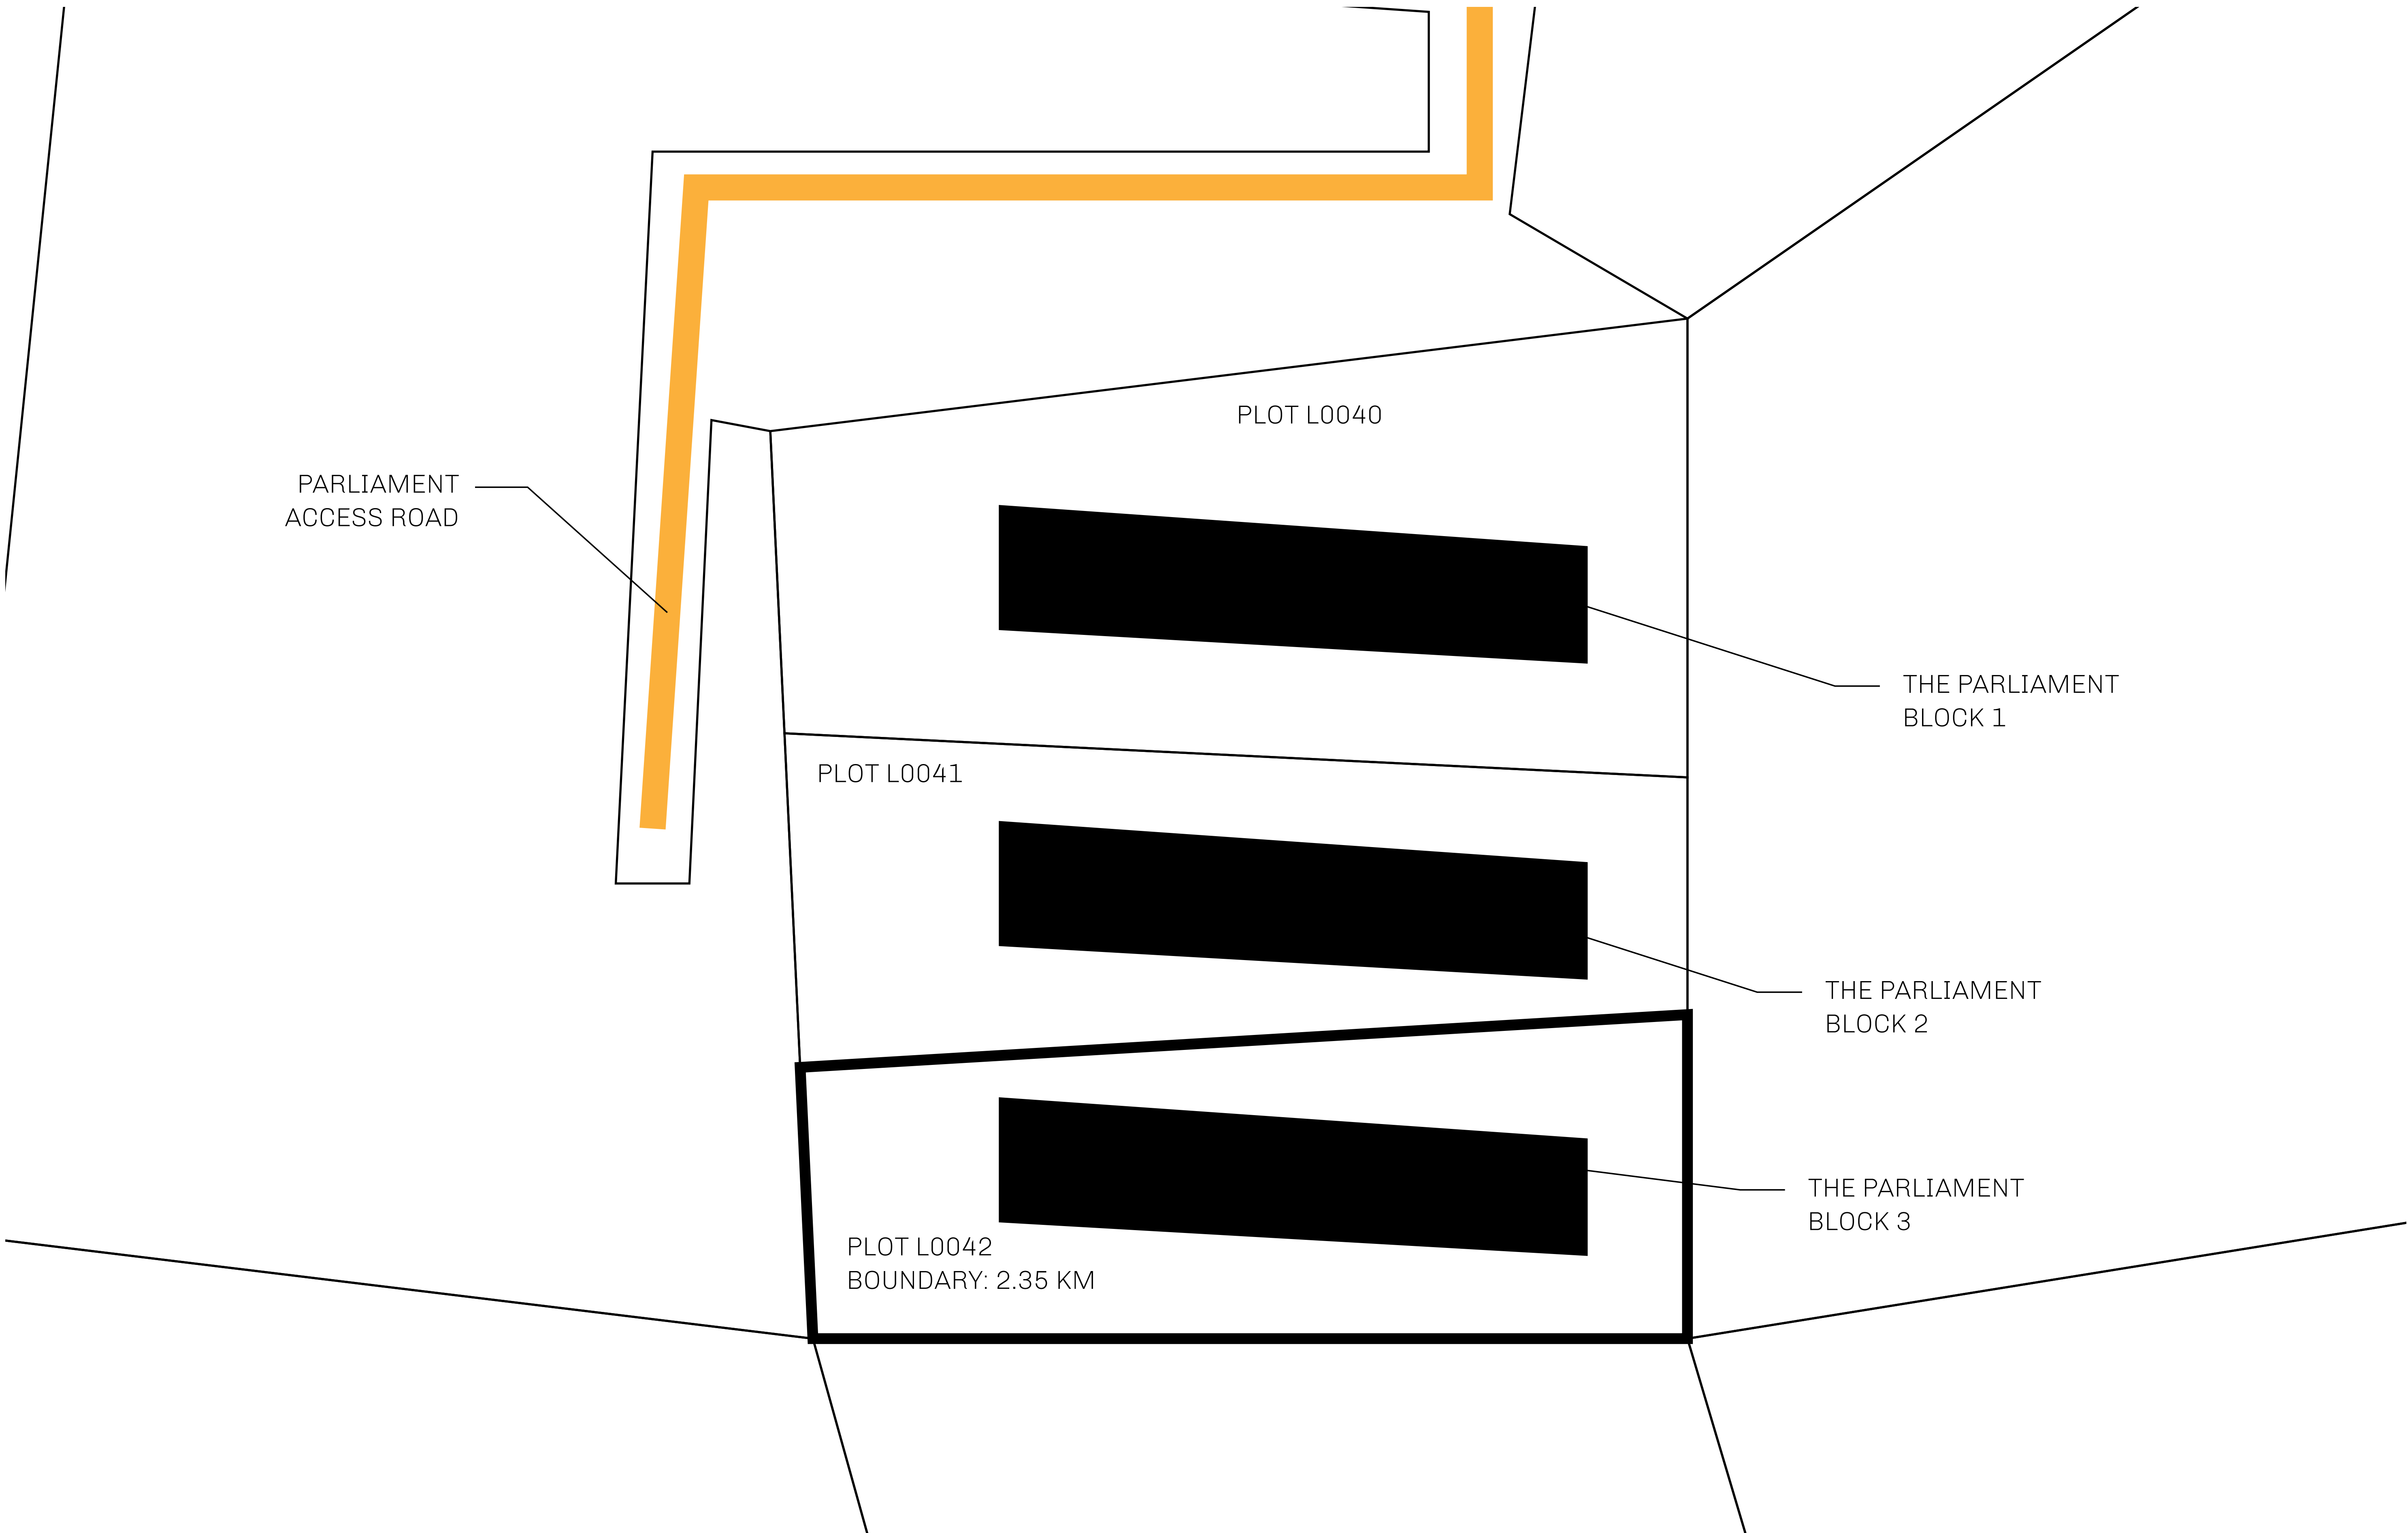 PLOT L0040
PARLIAMENT
ACCESS ROAD
THE PARLIAMENT
BLOCK 1
PLOT L0041
THE PARLIAMENT
BLOCK 2
THE PARLIAMENT
BLOCK 3
PLOT L0042
BOUNDARY: 2.35 KM